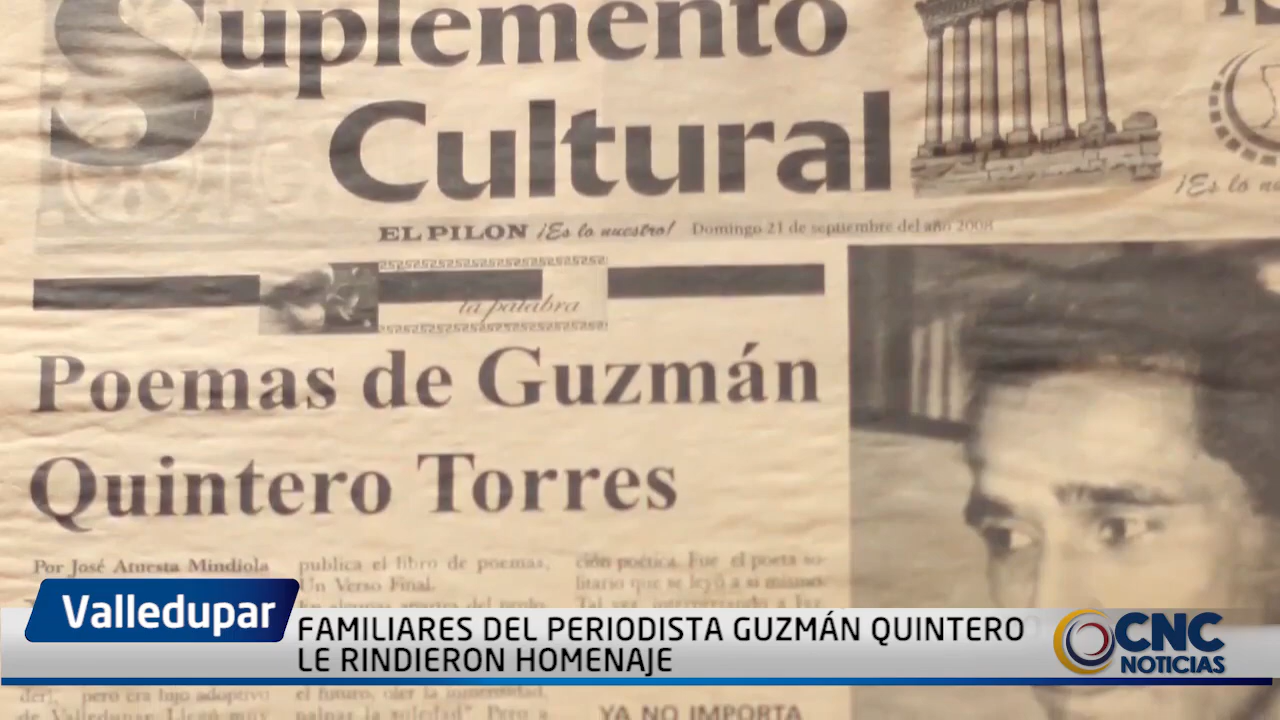 Suplemento
Cultural
¡Es lo
EL PILON ¡Es lo nuestro! Domingo 21 de septiembre del año 2008
la palabra
Poemas de Guzmán
Quintero Torres
Por José Atuesta Mindiola
publica el libro de poemas,
Un Verso Final.
ción poética. Fue el poeta so-
litario que se leyó a si mismo.
Valledupar
FAMILIARES DEL PERIODISTA GUZMÁN QUINTERO
LE RINDIERON HOMENAJE
CNC
NOTICIAS
pero era hijo adoptivo
de Valledupar. Llegó muy
el futuro, oler la inmensidad,
palpar la soledad". Pero a
YA NO IMPORTA